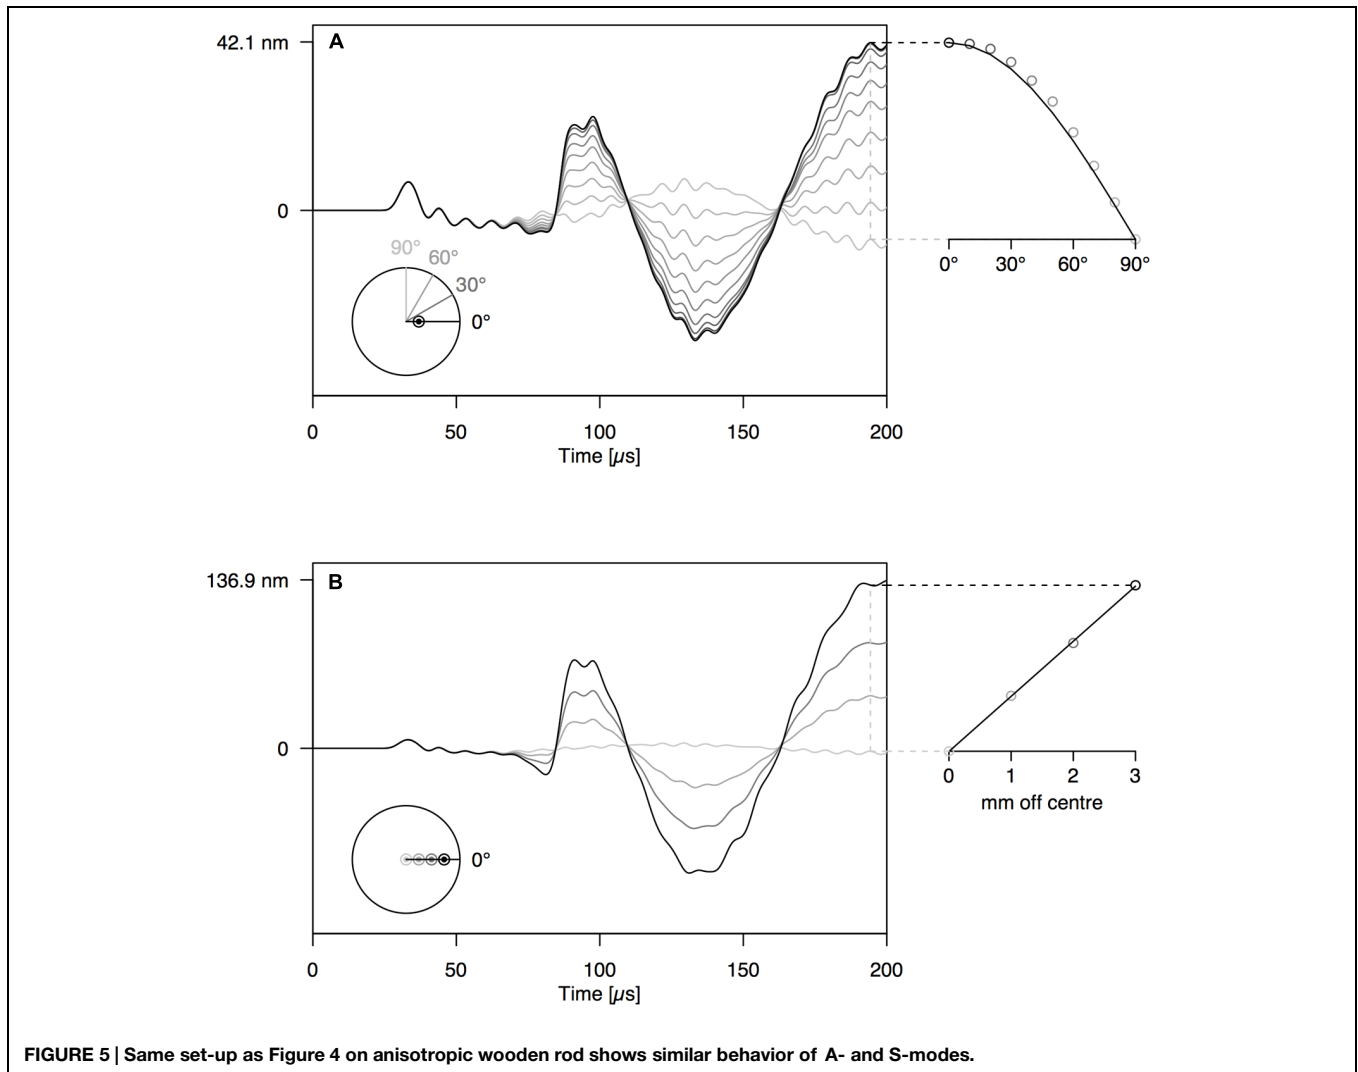 42.1 nm
A
0
90°
60°
30°
0°
0° 30° 60° 90°
0 50 100 150 200
Time [µs]
136.9 nm
B
0
0°
0 1 2 3
mm off centre
0 50 100 150 200
Time [µs]
FIGURE 5 | Same set-up as Figure 4 on anisotropic wooden rod shows similar behavior of A- and S-modes.